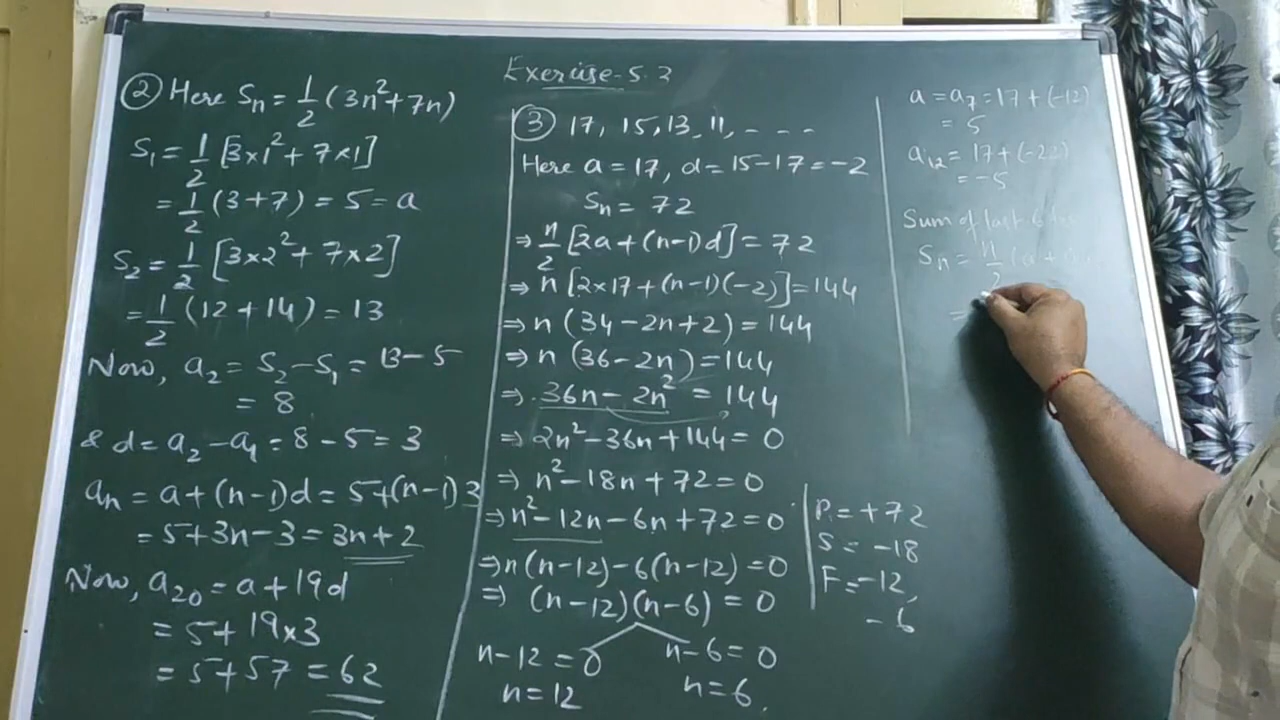 Exercise-5.3
② Here Sn = 1/2 (3n² + 7n)
S₁ = 1/2 [3×1² + 7×1]
= 1/2 (3+7) = 5 = a
S₂ = 1/2 [3×2² + 7×2]
= 1/2 (12+14) = 13
Now, a₂ = S₂ - S₁ = 13 - 5
= 8
& d = a₂ - a₁ = 8 - 5 = 3
an = a + (n-1)d = 5 + (n-1)3
= 5 + 3n - 3 = 3n + 2
Now, a₂₀ = a + 19d
= 5 + 19×3
= 5 + 57 = 62
③ 17, 15, 13, 11, - - - -
Here a = 17, d = 15 - 17 = -2
Sn = 72
⇒ n/2 [2a + (n-1)d] = 72
⇒ n [2×17 + (n-1)(-2)] = 144
⇒ n (34 - 2n + 2) = 144
⇒ n (36 - 2n) = 144
⇒ 36n - 2n² = 144
⇒ 2n² - 36n + 144 = 0
⇒ n² - 18n + 72 = 0
⇒ n² - 12n - 6n + 72 = 0
⇒ n(n-12) - 6(n-12) = 0
⇒ (n-12)(n-6) = 0
n - 12 = 0 n - 6 = 0
n = 12 n = 6
P = +72
S = -18
F = -12,
-6
a = a₇ = 17 + (-12)
= 5
a₁₂ = 17 + (-22)
= -5
Sum of last 6
Sn = n/2 (a +
=